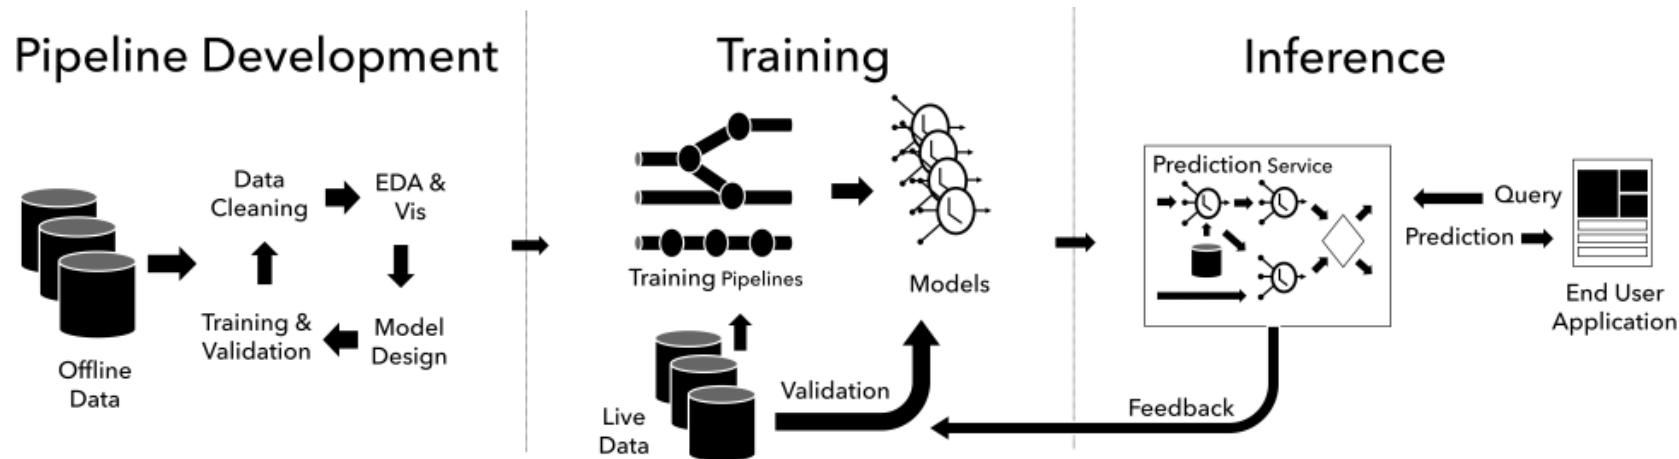 Pipeline Development
Data
Cleaning
EDA &
Vis
Training &
Validation
Model
Design
Offline
Data
Training
Training Pipelines
Models
Live
Data
Validation
Inference
Prediction Service
Query
Prediction
End User
Application
Feedback